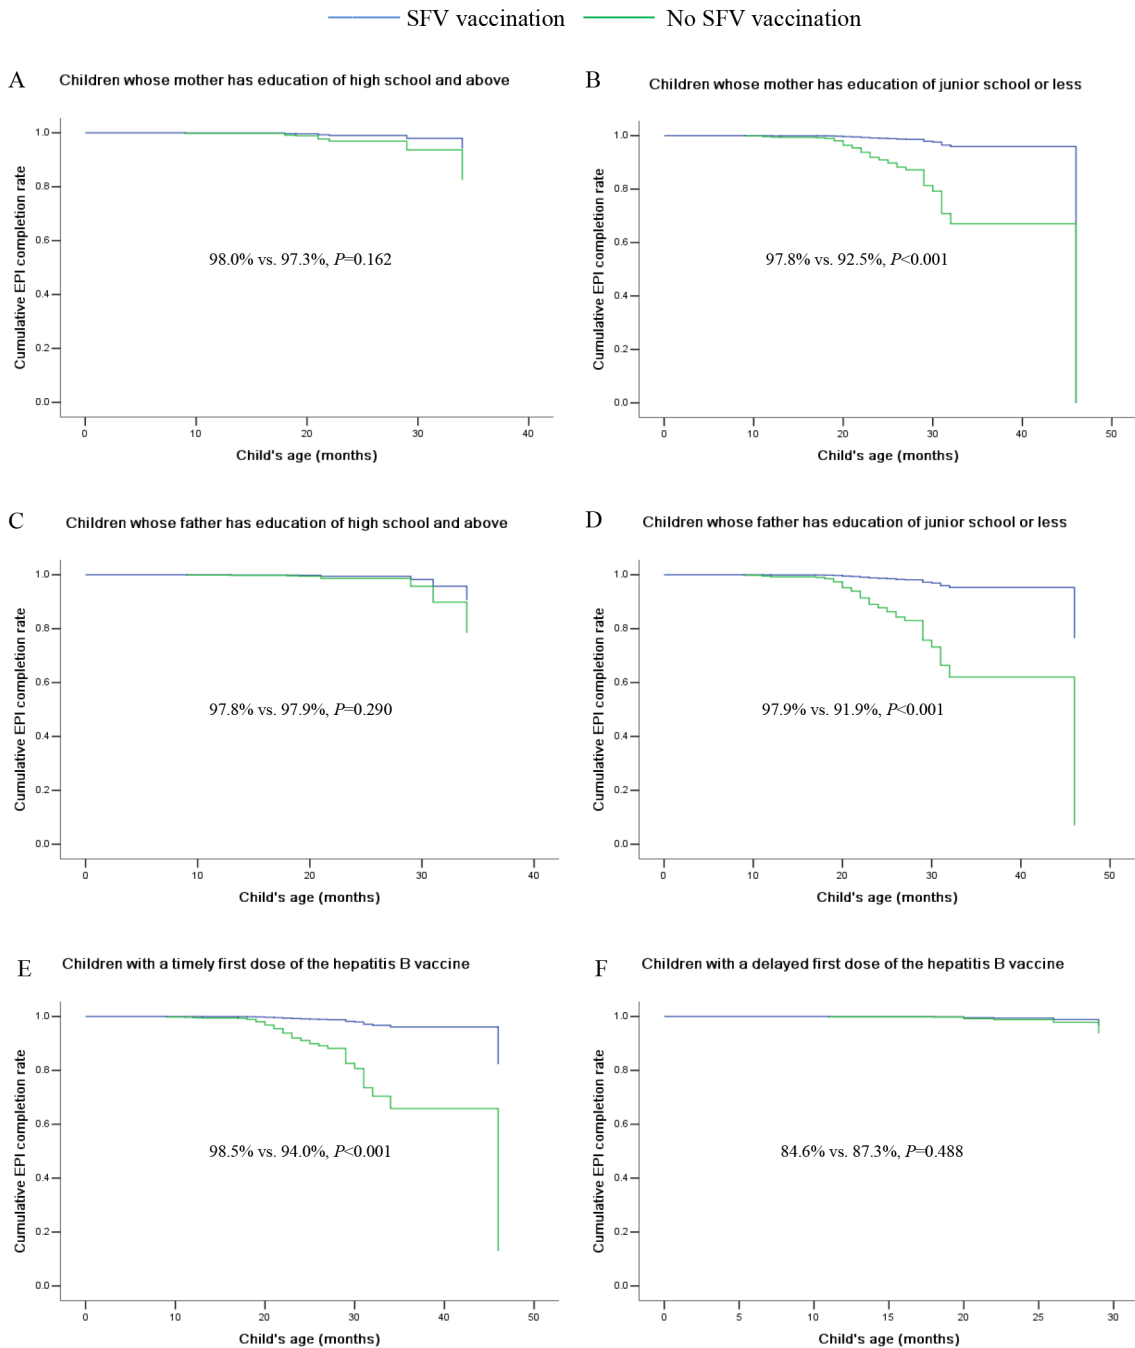 SFV vaccination No SFV vaccination
A Children whose mother has education of high school and above
Cumulative EPI completion rate
1.0
0.8
0.6
0.4
0.2
0.0
98.0% vs. 97.3%, P=0.162
0 10 20 30 40
Child's age (months)
B Children whose mother has education of junior school or less
Cumulative EPI completion rate
1.0
0.8
0.6
0.4
0.2
0.0
97.8% vs. 92.5%, P<0.001
0 10 20 30 40 50
Child's age (months)
C Children whose father has education of high school and above
Cumulative EPI completion rate
1.0
0.8
0.6
0.4
0.2
0.0
97.8% vs. 97.9%, P=0.290
0 10 20 30 40
Child's age (months)
D Children whose father has education of junior school or less
Cumulative EPI completion rate
1.0
0.8
0.6
0.4
0.2
0.0
97.9% vs. 91.9%, P<0.001
0 10 20 30 40 50
Child's age (months)
E Children with a timely first dose of the hepatitis B vaccine
Cumulative EPI completion rate
1.0
0.8
0.6
0.4
0.2
0.0
98.5% vs. 94.0%, P<0.001
0 10 20 30 40 50
Child's age (months)
F Children with a delayed first dose of the hepatitis B vaccine
Cumulative EPI completion rate
1.0
0.8
0.6
0.4
0.2
0.0
84.6% vs. 87.3%, P=0.488
0 5 10 15 20 25 30
Child's age (months)